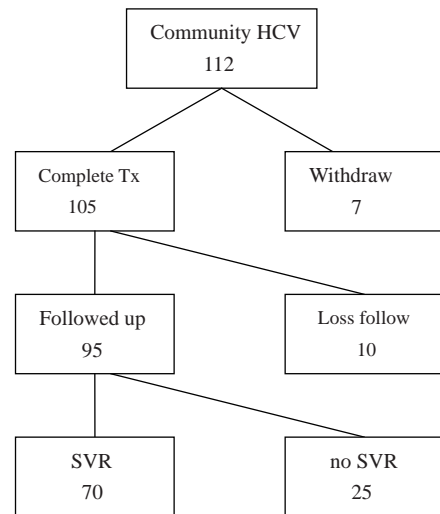 Community HCV
112
Complete Tx
105
Withdraw
7
Followed up
95
Loss follow
10
SVR
70
no SVR
25